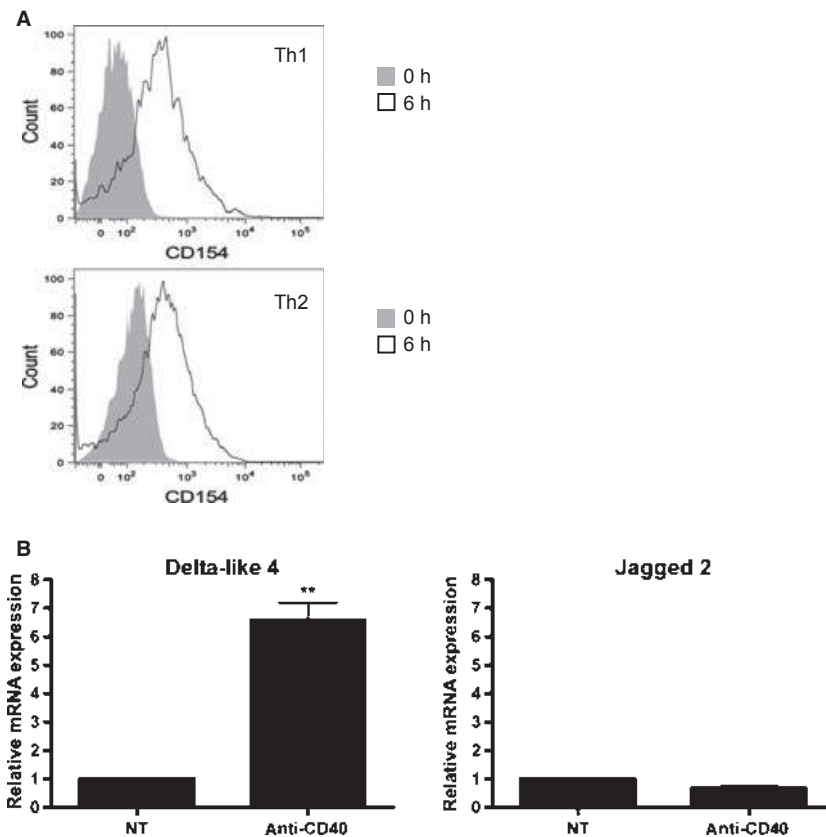 A
Th1
0 h
6 h
Count
100
80
60
40
20
0
0 10² 10³ 10⁴ 10⁵
CD154
Th2
0 h
6 h
Count
100
80
60
40
20
0
0 10² 10³ 10⁴ 10⁵
CD154
B
Delta-like 4
Relative mRNA expression
8
7
6
5
4
3
2
1
0
**
NT Anti-CD40
Jagged 2
Relative mRNA expression
8
7
6
5
4
3
2
1
0
NT Anti-CD40